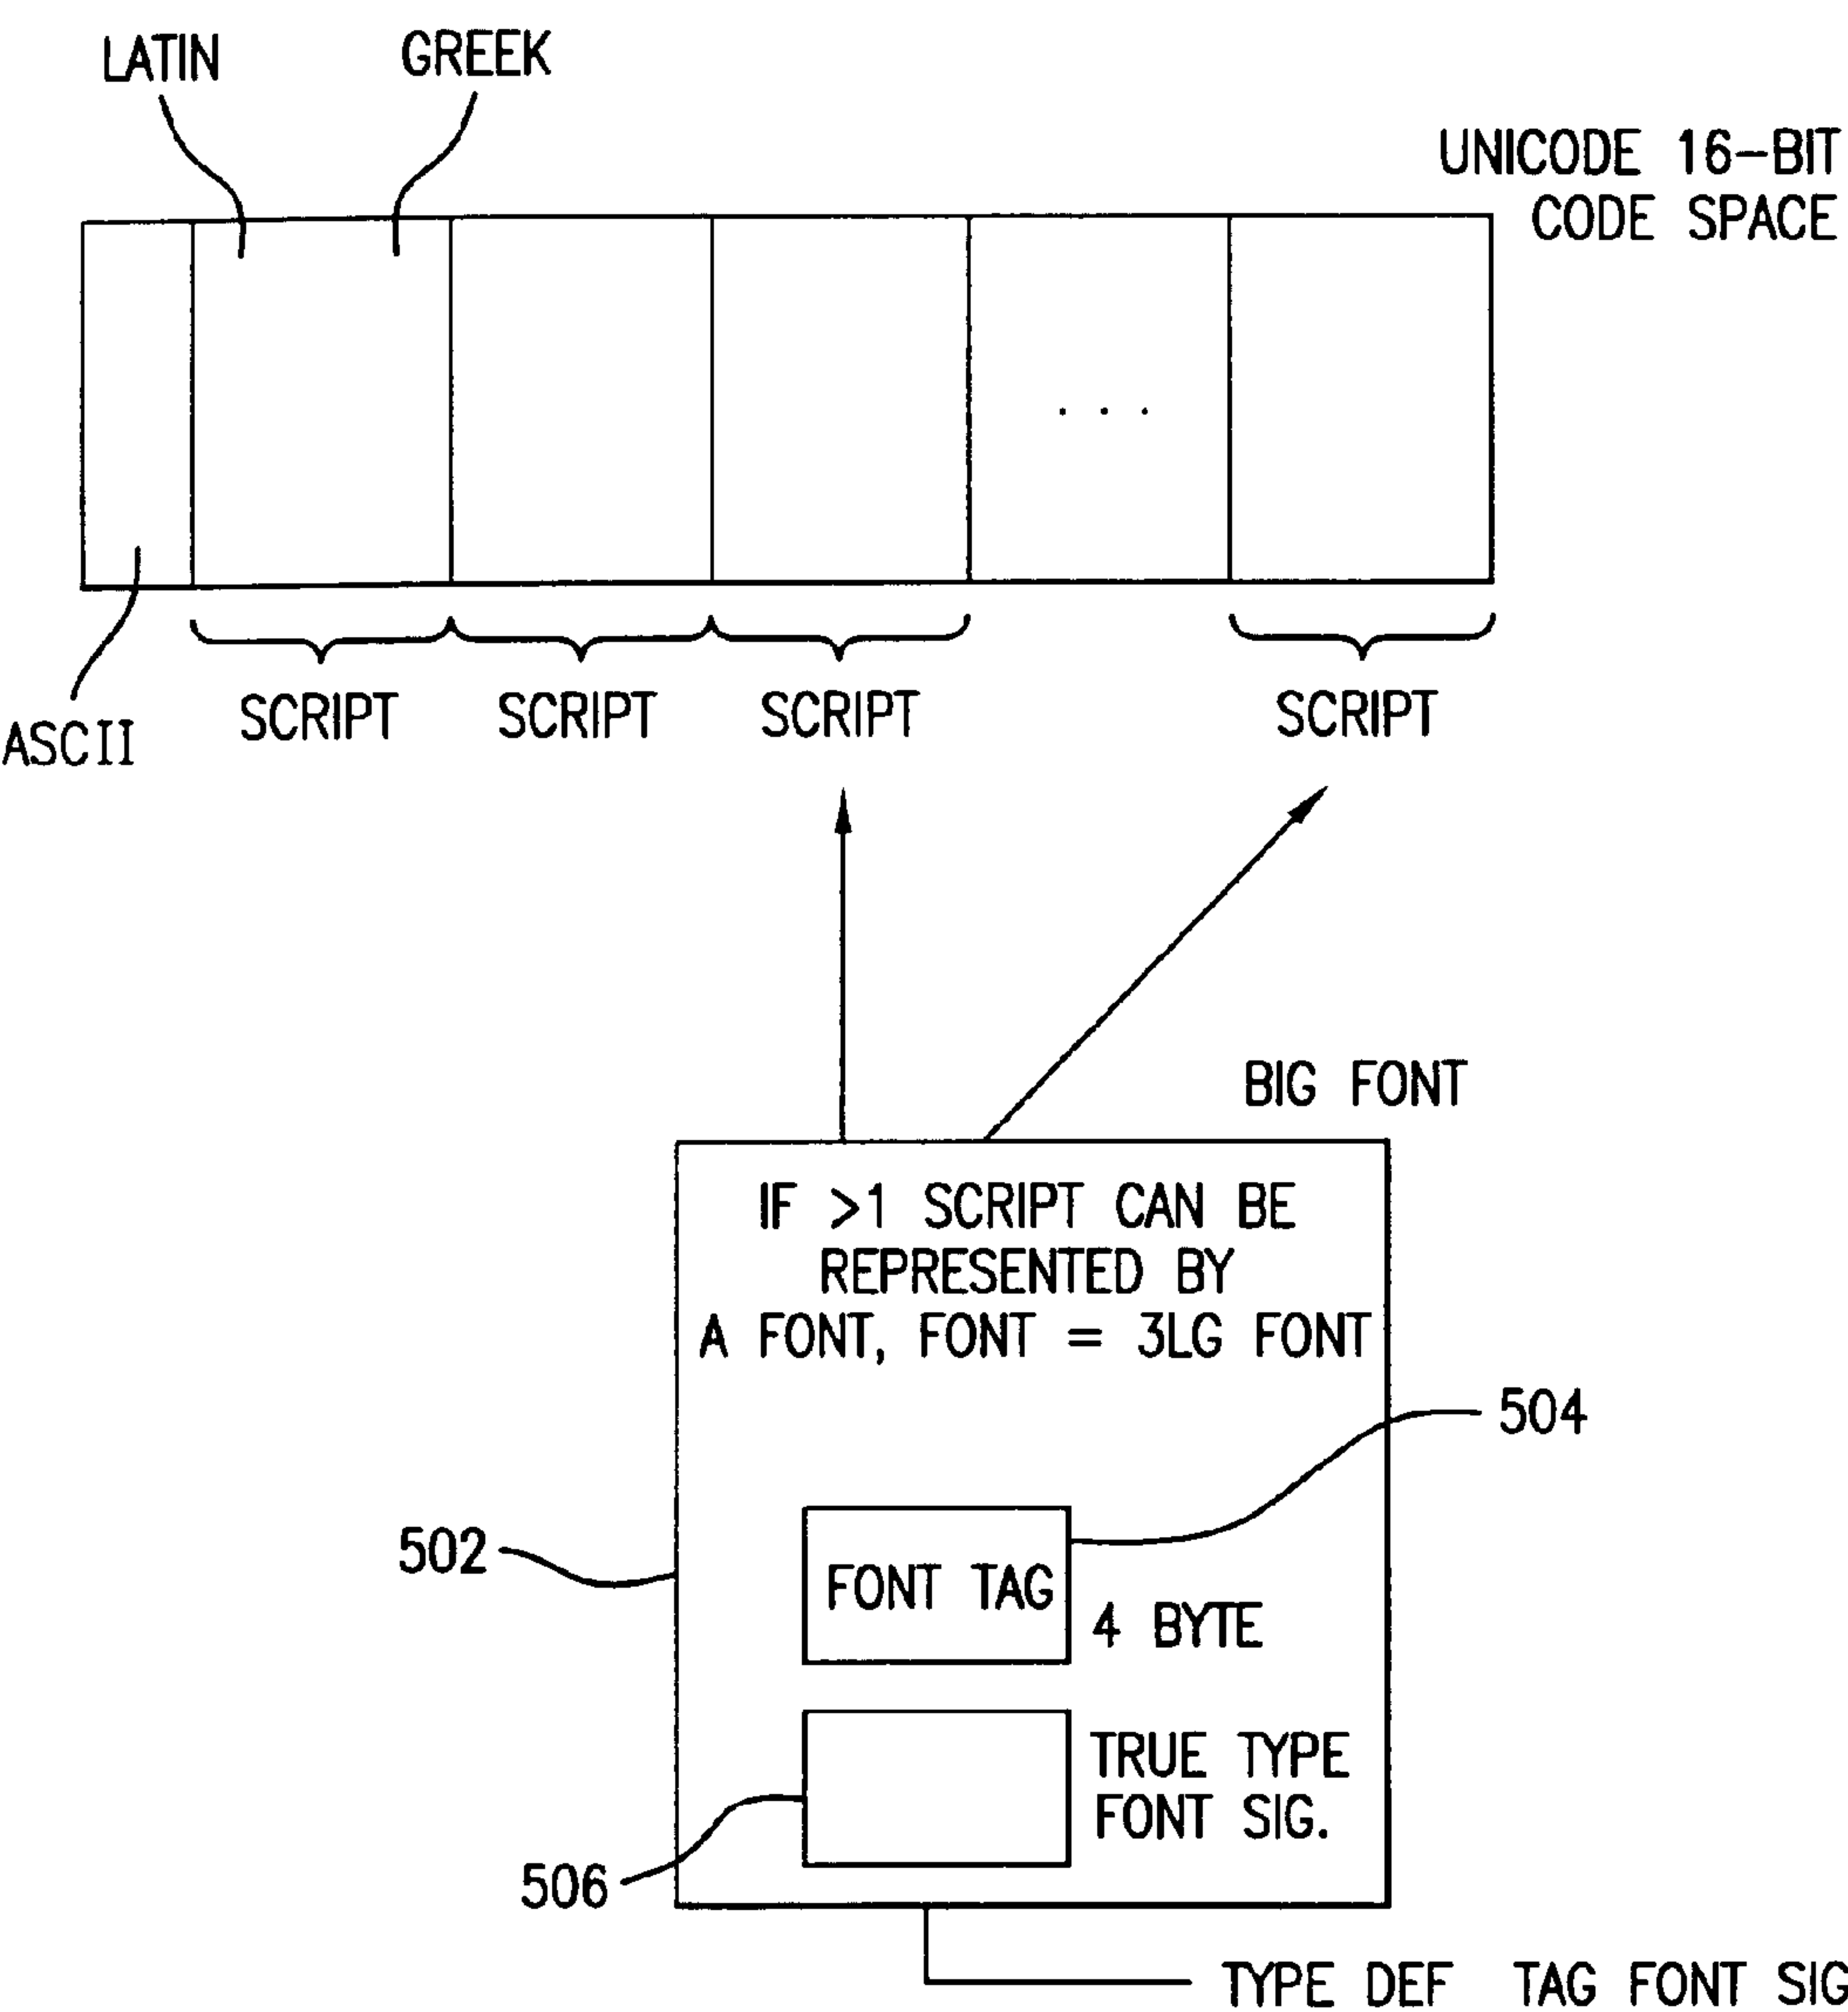 LATIN
GREEK
UNICODE 16-BIT
CODE SPACE
. . .
ASCII
SCRIPT
SCRIPT
SCRIPT
SCRIPT
BIG FONT
IF >1 SCRIPT CAN BE
REPRESENTED BY
A FONT, FONT = 3LG FONT
504
502
FONT TAG
4 BYTE
TRUE TYPE
FONT SIG.
506
TYPE DEF TAG FONT SIG